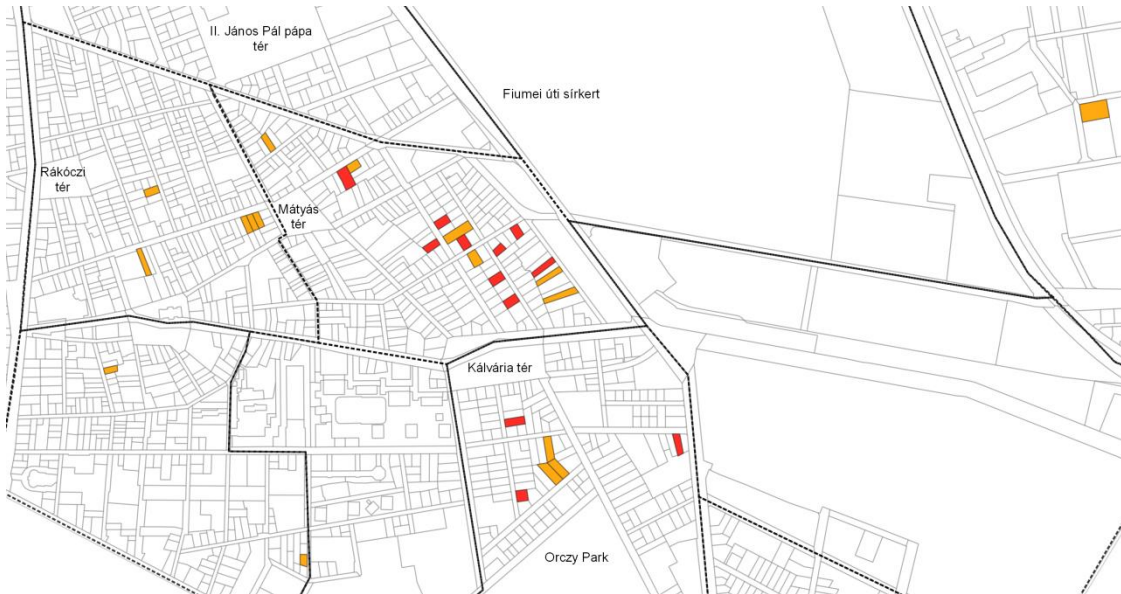 II. János Pál pápa
tér
Fiumei úti sírkert
Rákóczi
tér
Mátyás
tér
Kálvária tér
Orczy Park